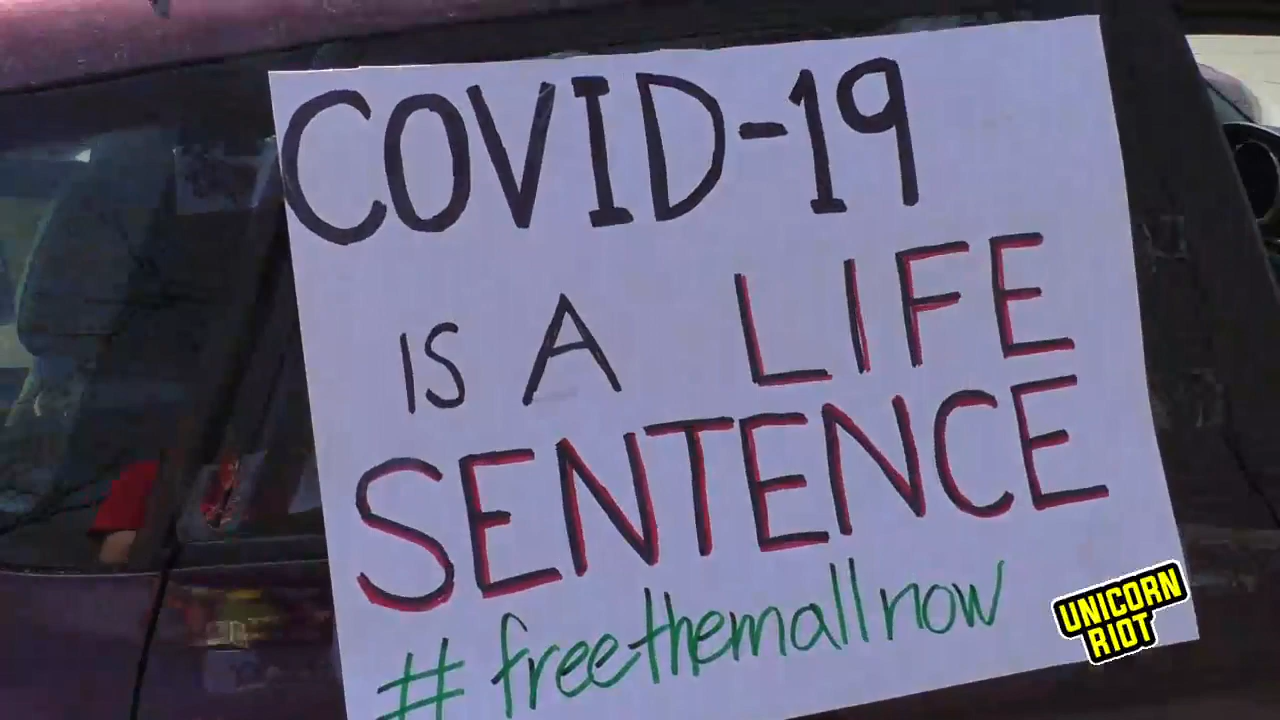 COVID-19
IS A LIFE
SENTENCE
#freethemallnow
UNICORN
RIOT